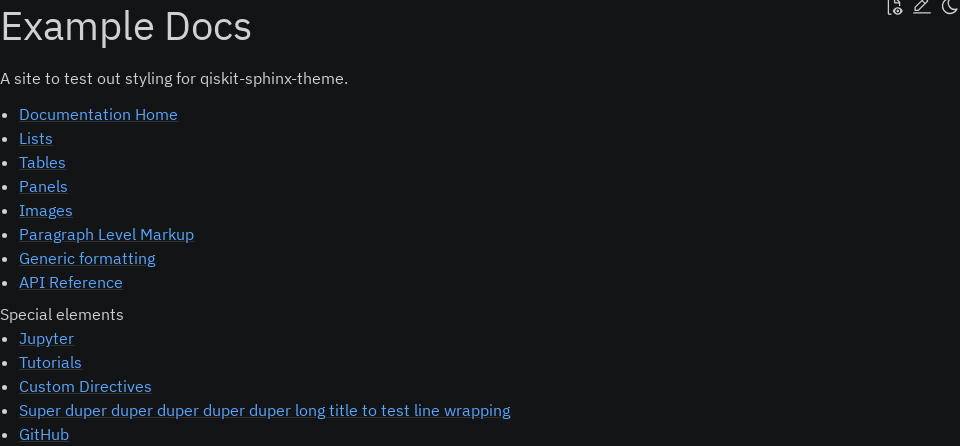 Example Docs
A site to test out styling for qiskit-sphinx-theme.
Documentation Home
Lists
Tables
Panels
Images
Paragraph Level Markup
Generic formatting
API Reference
Special elements
Jupyter
Tutorials
Custom Directives
Super duper duper duper duper duper long title to test line wrapping
GitHub